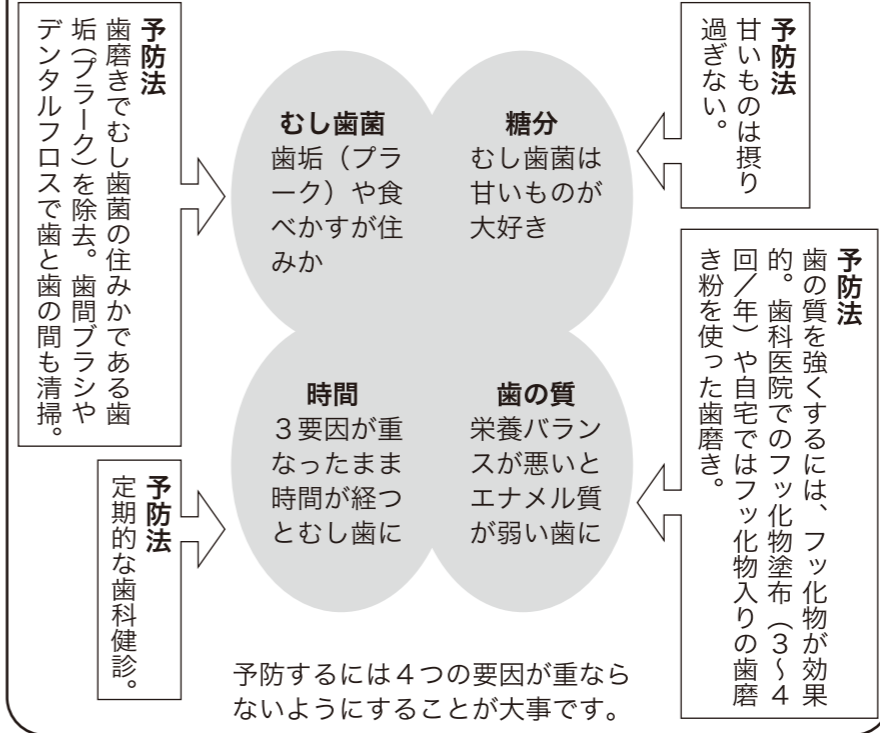 予防法
甘いものは摂り
過ぎない。
予防法
歯の質を強くするには、フッ化物が効果
的。歯科医院でのフッ化物塗布（３〜４
回／年）や自宅ではフッ化物入りの歯磨
き粉を使った歯磨き。
糖分
むし歯菌は
甘いものが
大好き
むし歯菌
歯垢（プラ
ーク）や食
べかすが住
みか
歯の質
栄養バラン
スが悪いと
エナメル質
が弱い歯に
時間
３要因が重
なったまま
時間が経つ
とむし歯に
予防法
歯磨きでむし歯菌の住みかである歯
垢(プラーク)を除去。歯間ブラシや
デンタルフロスで歯と歯の間も清掃。
予防法
定期的な歯科健診。
予防するには４つの要因が重なら
ないようにすることが大事です。